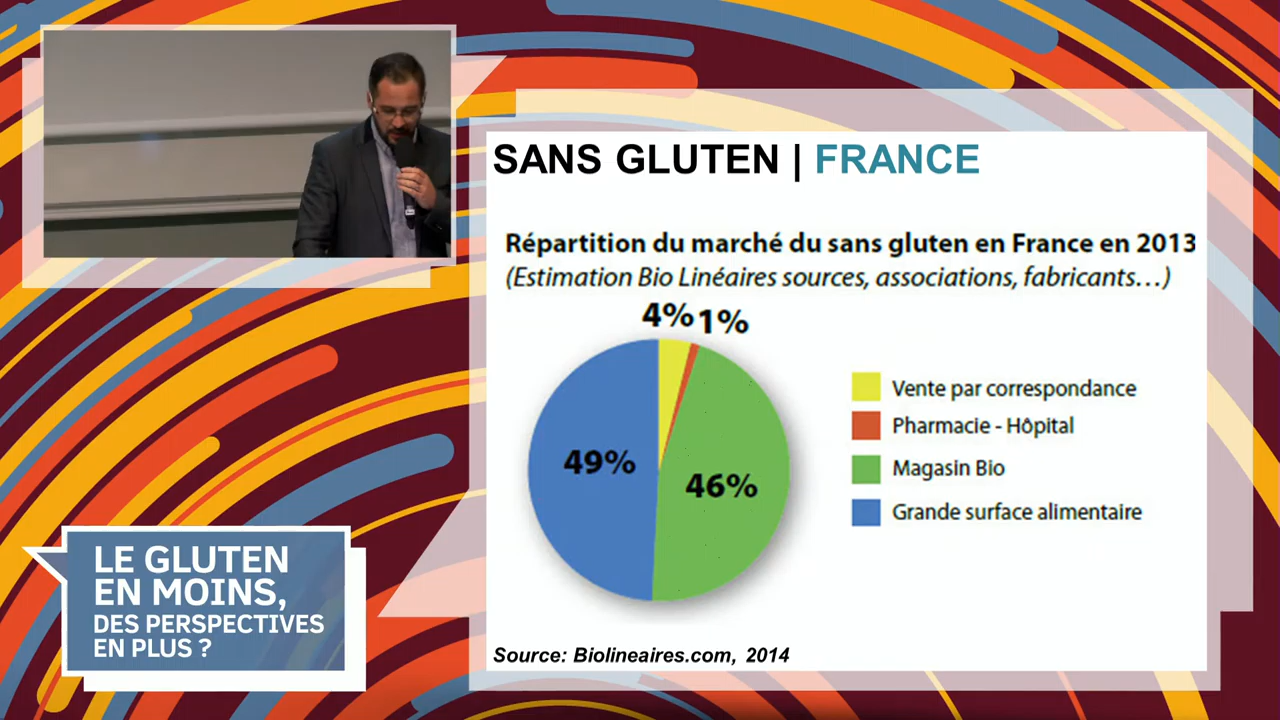 SANS GLUTEN | FRANCE
Répartition du marché du sans gluten en France en 2013
(Estimation Bio Linéaires sources, associations, fabricants…)
4% 1%
49%
46%
Vente par correspondance
Pharmacie - Hôpital
Magasin Bio
Grande surface alimentaire
Source: Biolineaires.com, 2014
LE GLUTEN
EN MOINS,
DES PERSPECTIVES
EN PLUS ?